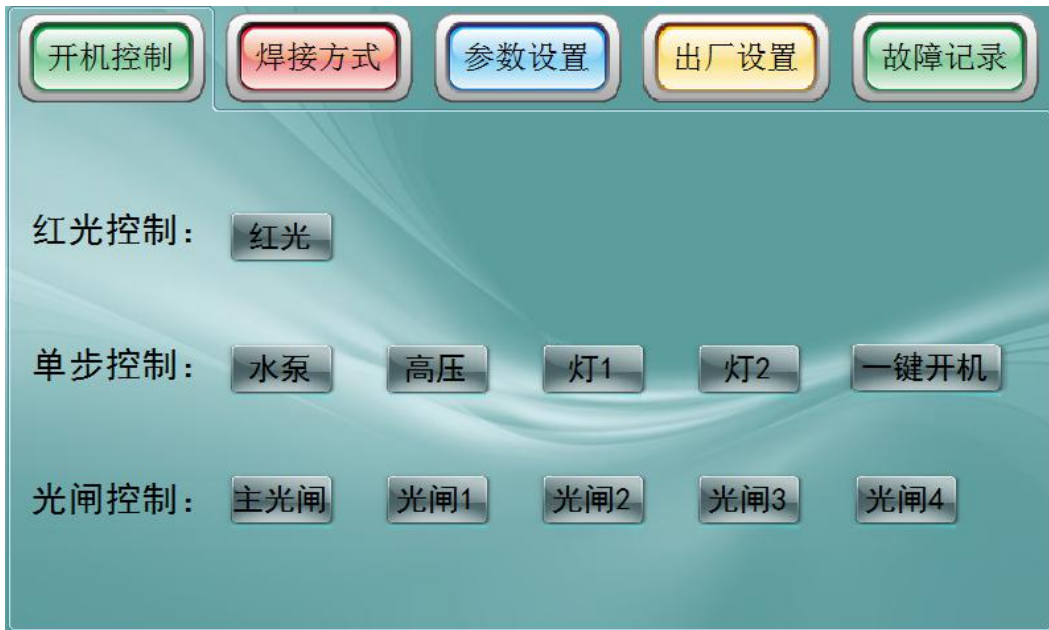 开机控制 焊接方式 参数设置 出厂设置 故障记录
红光控制： 红光
单步控制： 水泵 高压 灯1 灯2 一键开机
光闸控制： 主光闸 光闸1 光闸2 光闸3 光闸4